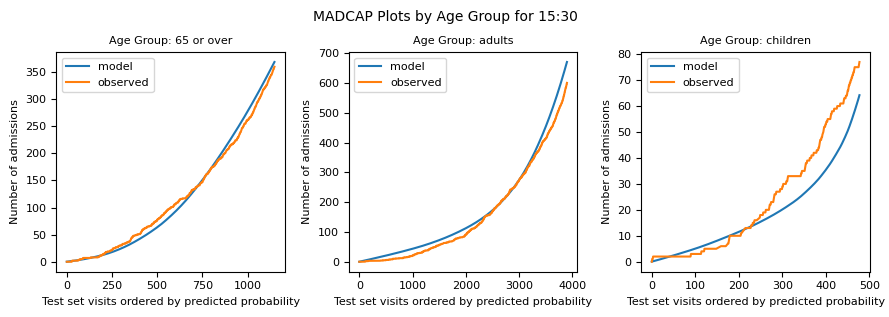 MADCAP Plots by Age Group for 15:30
Age Group: 65 or over
model
observed
Number of admissions
0
50
100
150
200
250
300
350
0
250
500
750
1000
Test set visits ordered by predicted probability
Age Group: adults
model
observed
Number of admissions
0
100
200
300
400
500
600
700
0
1000
2000
3000
4000
Test set visits ordered by predicted probability
Age Group: children
model
observed
Number of admissions
0
10
20
30
40
50
60
70
80
0
100
200
300
400
500
Test set visits ordered by predicted probability